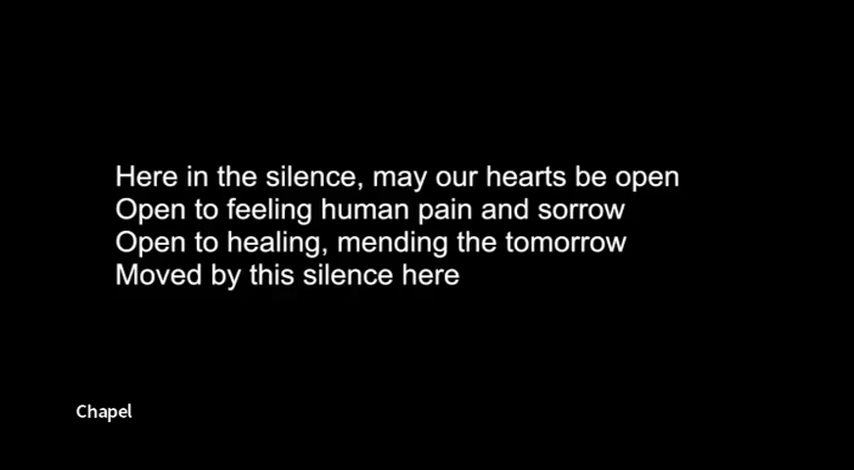 Here in the silence, may our hearts be open
Open to feeling human pain and sorrow
Open to healing, mending the tomorrow
Moved by this silence here
Chapel